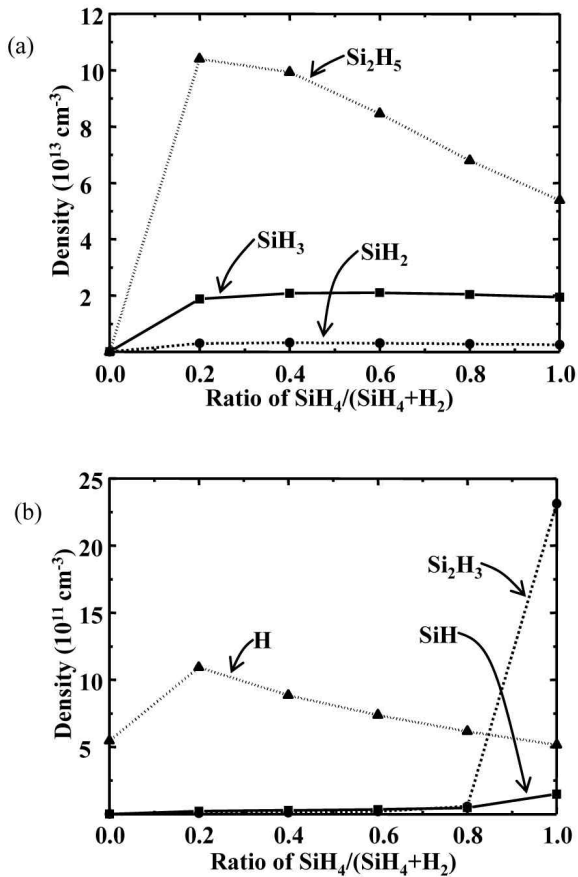 (a)
12
10
8
6
4
2
0
Density (10¹³ cm⁻³)
Si₂H₅
SiH₃
SiH₂
0.0 0.2 0.4 0.6 0.8 1.0
Ratio of SiH₄/(SiH₄+H₂)
(b)
25
20
15
10
5
Density (10¹¹ cm⁻³)
Si₂H₃
SiH
H
0.0 0.2 0.4 0.6 0.8 1.0
Ratio of SiH₄/(SiH₄+H₂)